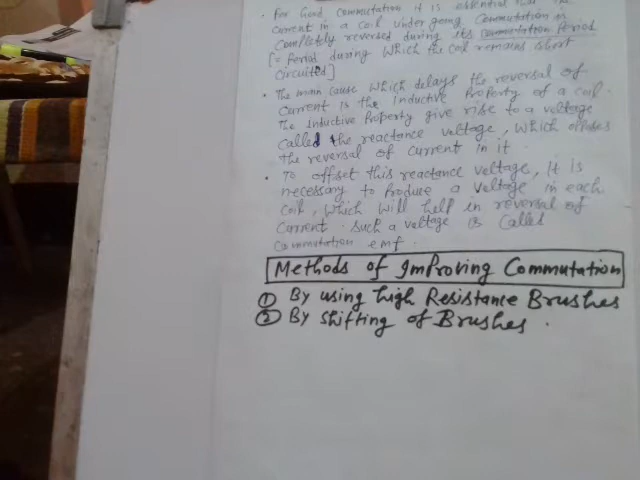 • For Good Commutation it is essential that the
current in a coil undergoing Commutation is
Completly reversed during its commutation Period
[= Period during which the coil remains short
circuited]
• The main cause which delays the reversal of
current is the Inductive Property of a coil.
The Inductive Property give rise to a voltage
Called the reactance voltage, which opposes
the reversal of current in it.
• To offset this reactance voltage, it is
necessary to Produce a voltage in each
coil, which will help in reversal of
current. Such a voltage is Called
Commutation emf.
Methods of Improving Commutation
① By using high Resistance Brushes
② By shifting of Brushes.